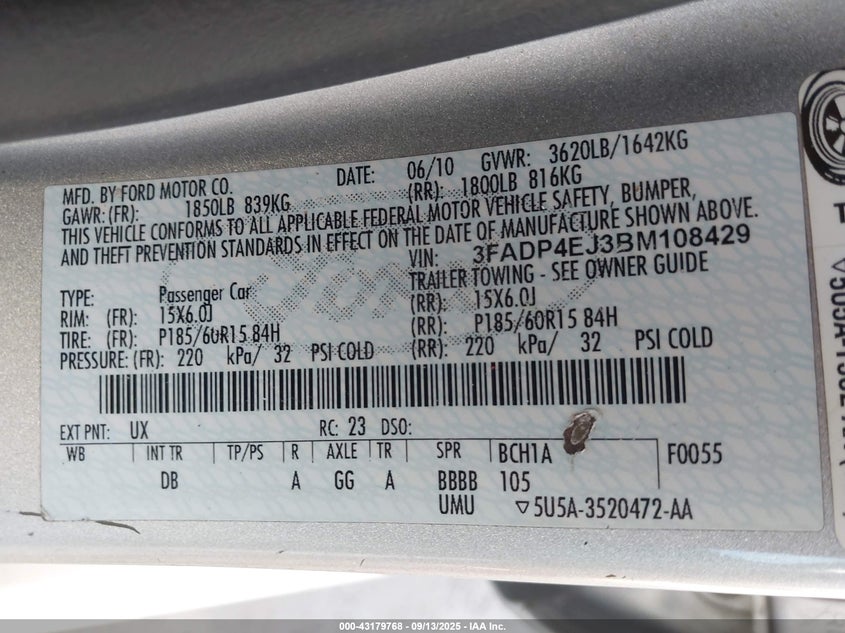 MFD. BY FORD MOTOR CO. DATE: 06/10 GVWR: 3620LB/1642KG
GAWR: (FR): 1850LB 839KG (RR): 1800LB 816KG
THIS VEHICLE CONFORMS TO ALL APPLICABLE FEDERAL MOTOR VEHICLE SAFETY, BUMPER,
AND THEFT PREVENTION STANDARDS IN EFFECT ON THE DATE OF MANUFACTURE SHOWN ABOVE.
VIN: 3FADP4EJ3BM108429
TRAILER TOWING - SEE OWNER GUIDE
TYPE: Passenger Car
RIM: (FR): 15X6.0J (RR): 15X6.0J
TIRE: (FR): P185/60R15 84H (RR): P185/60R15 84H
PRESSURE: (FR): 220 kPa/ 32 PSI COLD (RR): 220 kPa/ 32 PSI COLD
EXT PNT: UX RC: 23 DSO:
WB INT TR TP/PS R AXLE TR SPR BCH1A F0055
DB A GG A BBBB 105
UMU ▽5U5A-3520472-AA
000-43179768 - 09/13/2025 - IAA Inc.